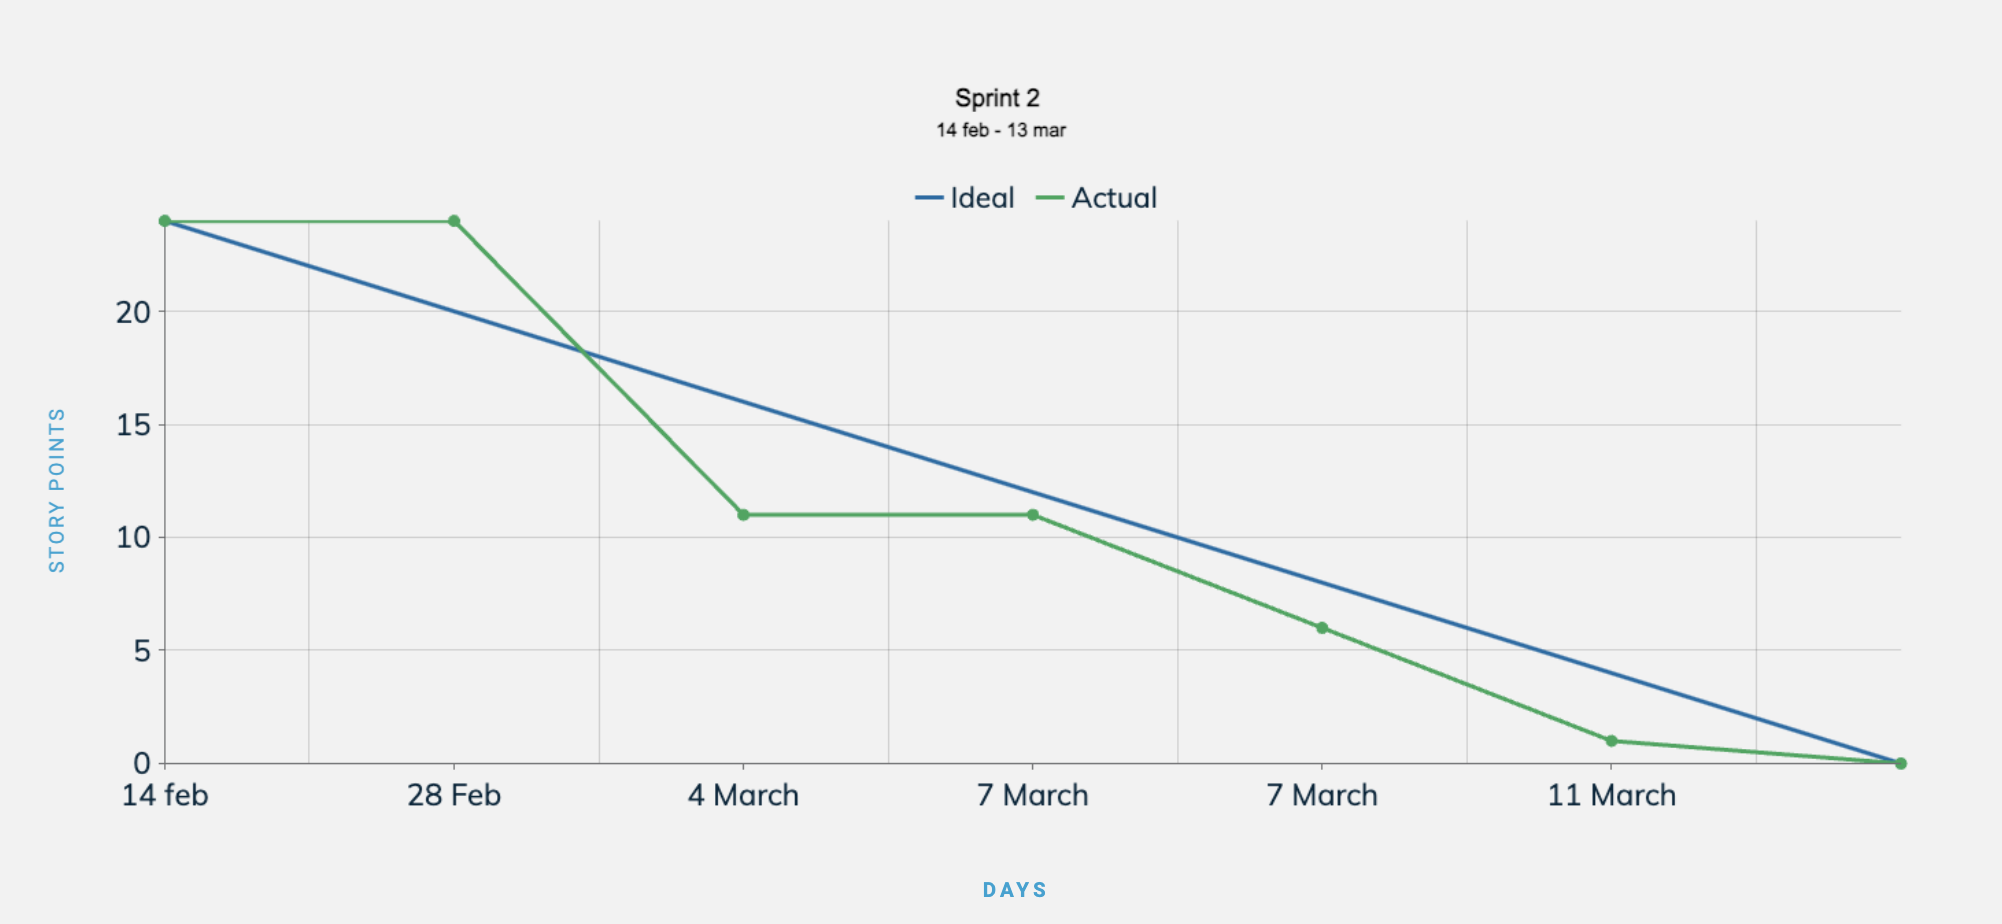 Sprint 2
14 feb - 13 mar
Ideal Actual
20
15
10
5
0
STORY POINTS
14 feb 28 Feb 4 March 7 March 7 March 11 March
DAYS